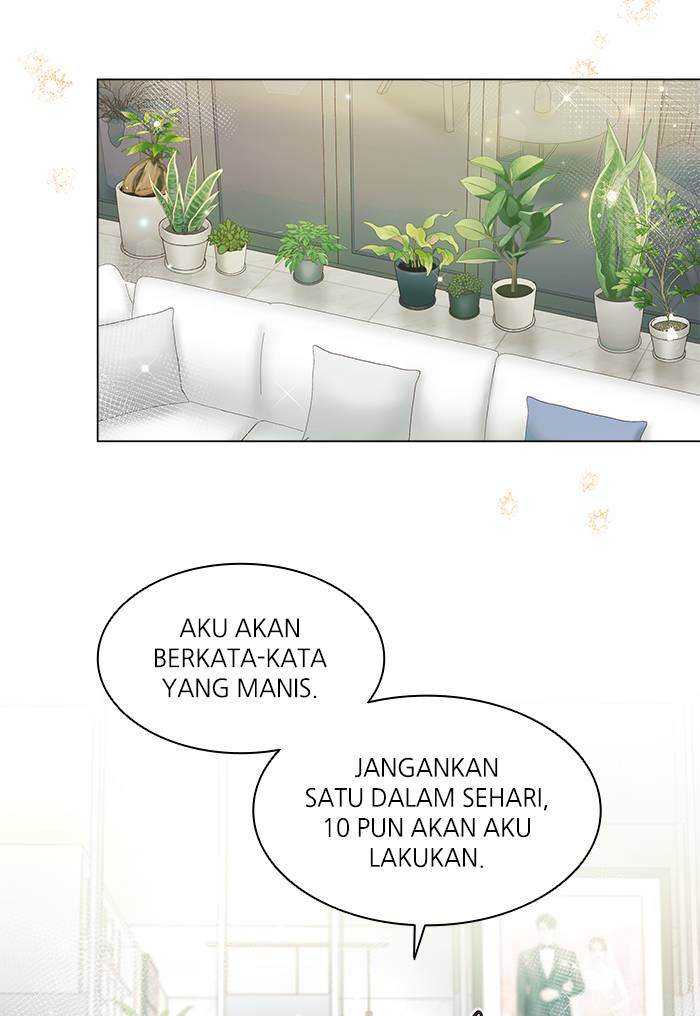 AKU AKAN
BERKATA-KATA
YANG MANIS.
JANGANKAN
SATU DALAM SEHARI,
10 PUN AKAN AKU
LAKUKAN.